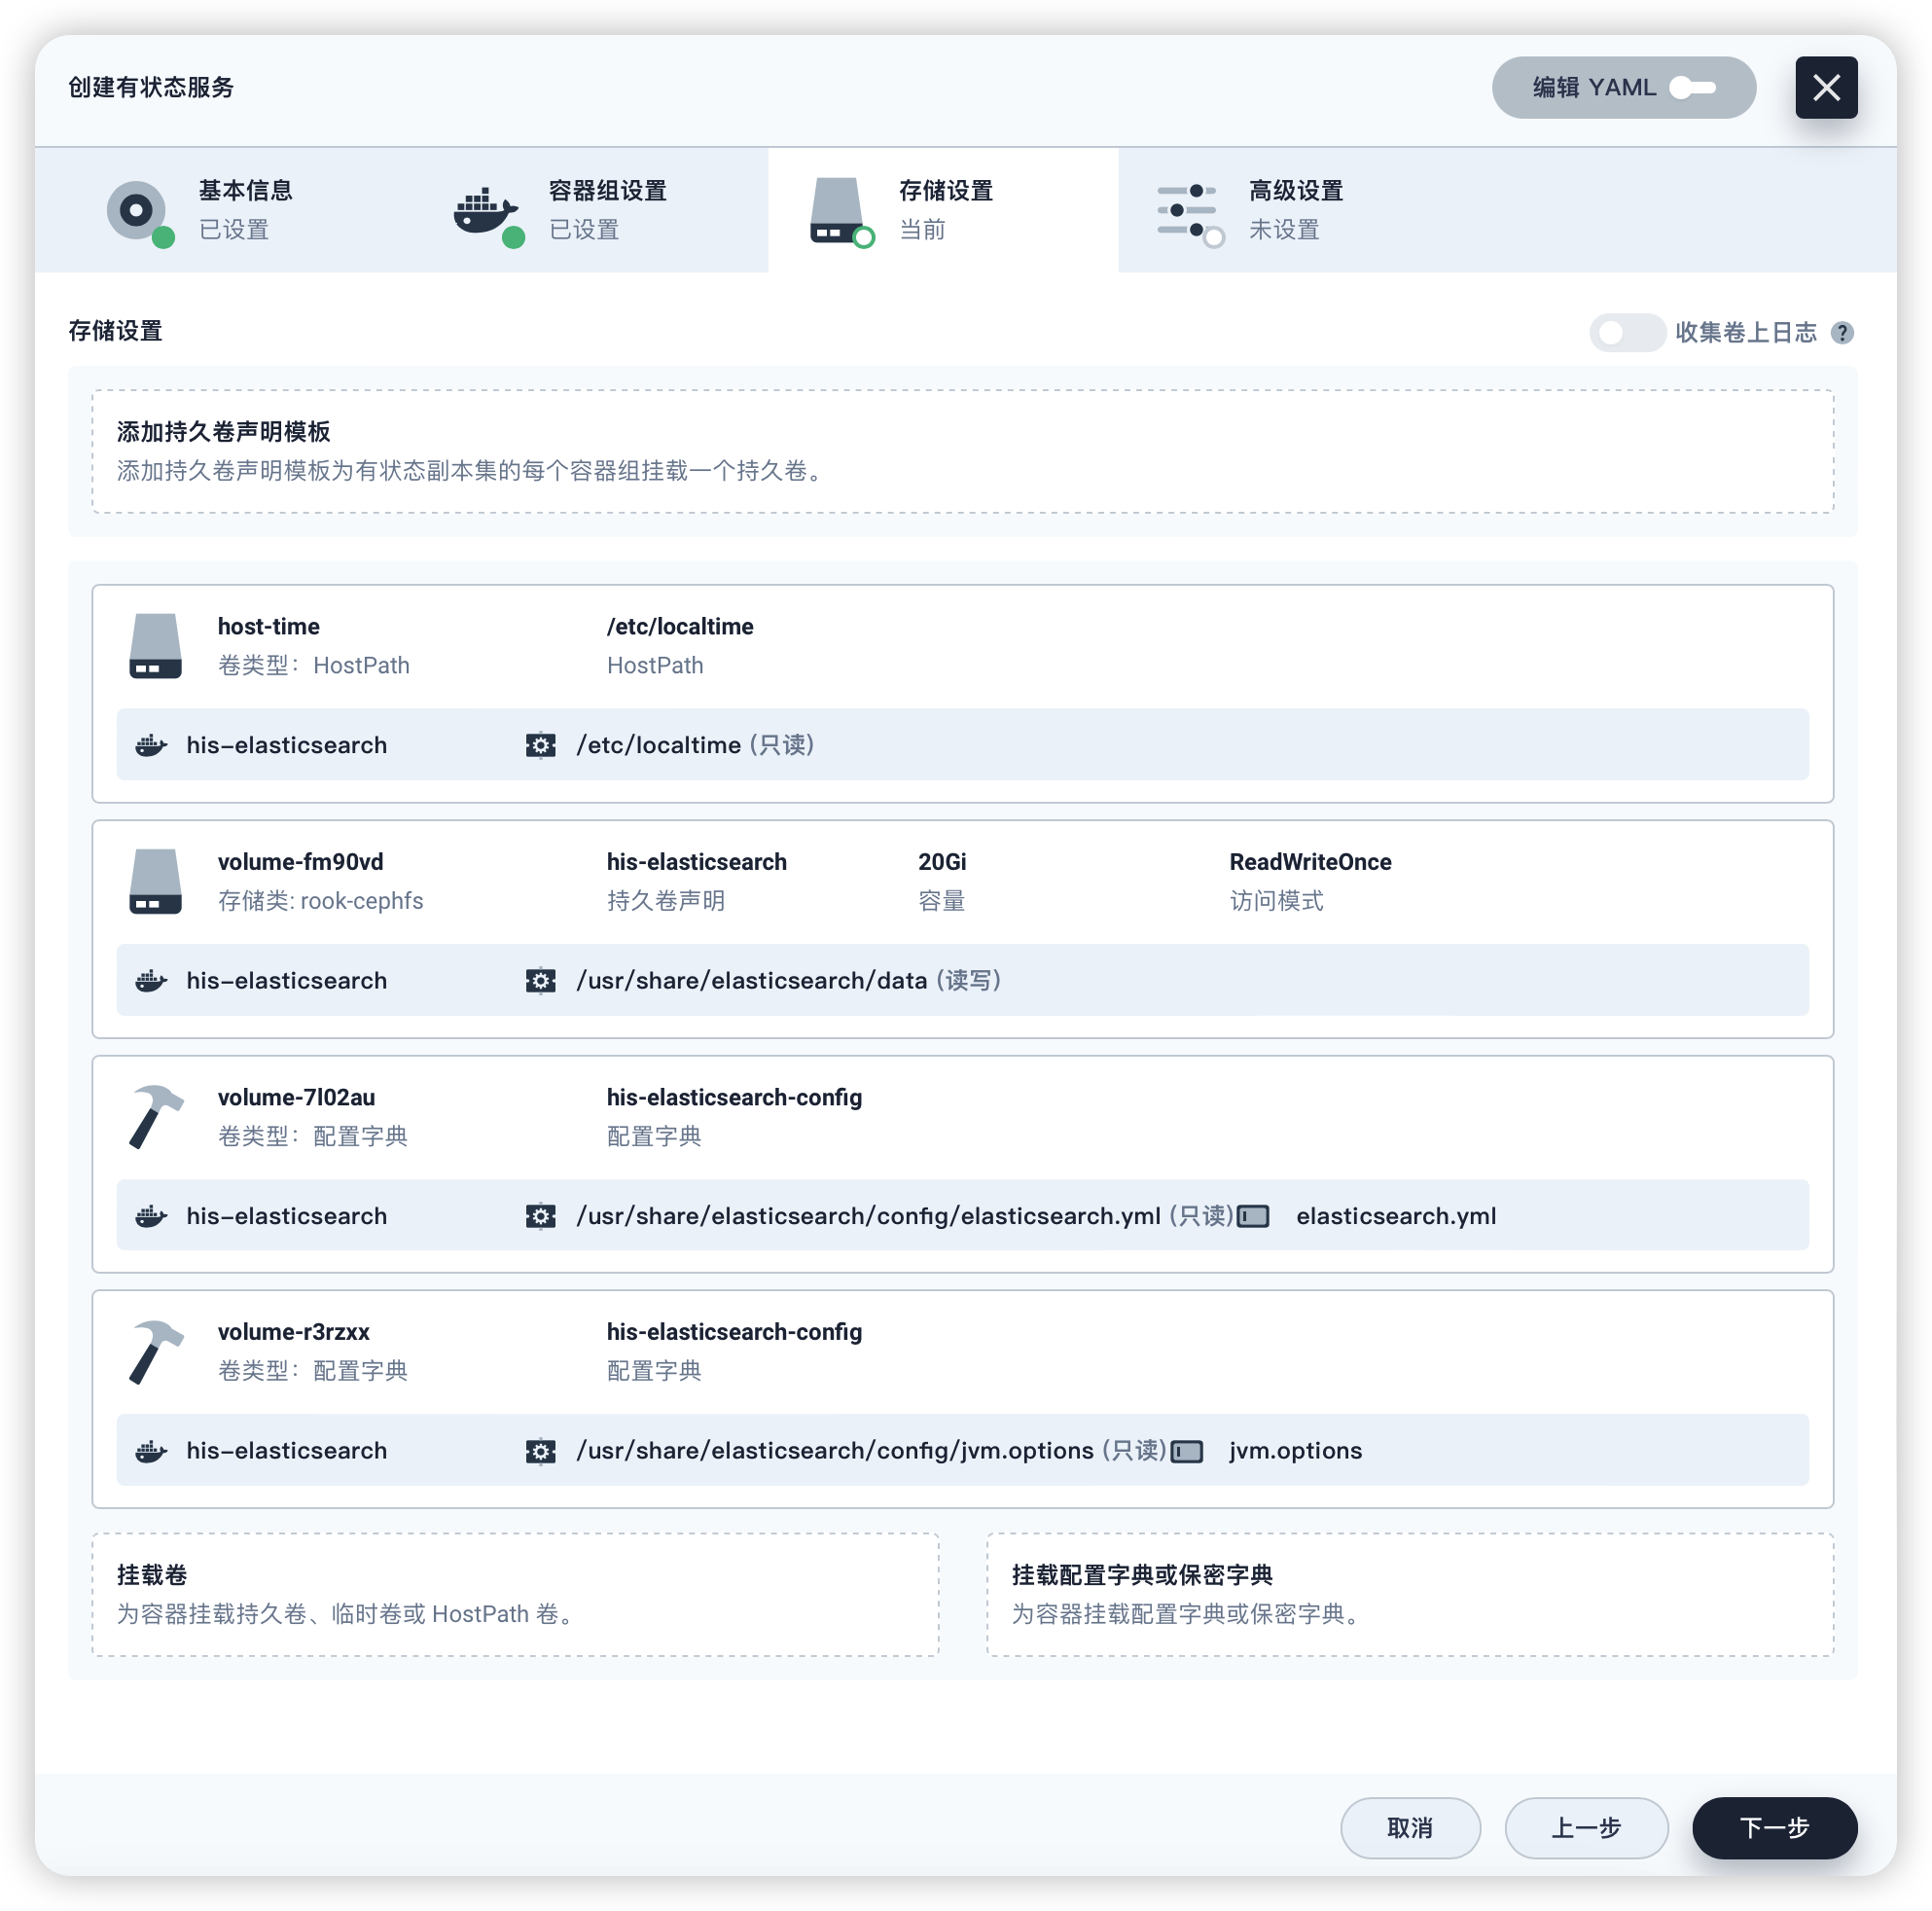 创建有状态服务
编辑 YAML
基本信息
已设置
容器组设置
已设置
存储设置
当前
高级设置
未设置
存储设置
收集卷上日志 ?
添加持久卷声明模板
添加持久卷声明模板为有状态副本集的每个容器组挂载一个持久卷。
host-time
卷类型：HostPath
/etc/localtime
HostPath
his-elasticsearch
/etc/localtime (只读)
volume-fm90vd
存储类: rook-cephfs
his-elasticsearch
持久卷声明
20Gi
容量
ReadWriteOnce
访问模式
his-elasticsearch
/usr/share/elasticsearch/data (读写)
volume-7l02au
卷类型：配置字典
his-elasticsearch-config
配置字典
his-elasticsearch
/usr/share/elasticsearch/config/elasticsearch.yml (只读)
elasticsearch.yml
volume-r3rzxx
卷类型：配置字典
his-elasticsearch-config
配置字典
his-elasticsearch
/usr/share/elasticsearch/config/jvm.options (只读)
jvm.options
挂载卷
为容器挂载持久卷、临时卷或 HostPath 卷。
挂载配置字典或保密字典
为容器挂载配置字典或保密字典。
取消
上一步
下一步